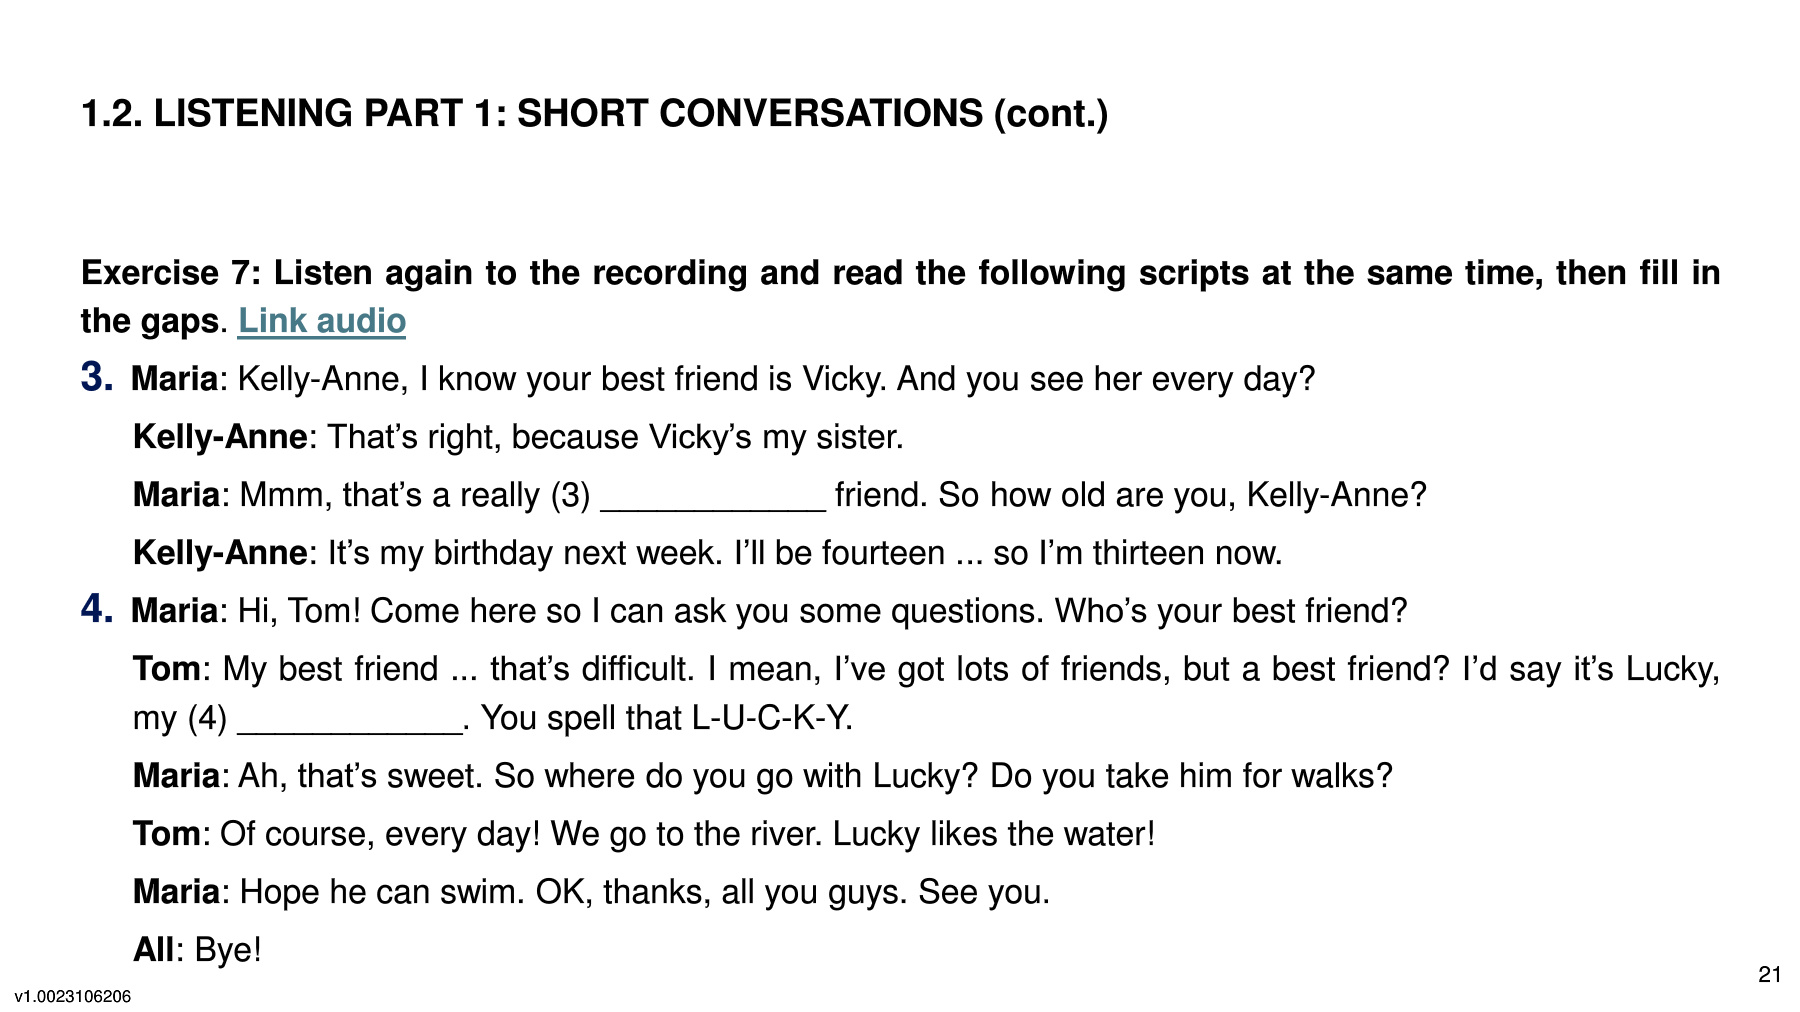 1.2. LISTENING PART 1: SHORT CONVERSATIONS (cont.)
Exercise 7: Listen again to the recording and read the following scripts at the same time, then fill in
the gaps. Link audio
3. Maria: Kelly-Anne, I know your best friend is Vicky. And you see her every day?
Kelly-Anne: That’s right, because Vicky’s my sister.
Maria: Mmm, that’s a really (3) ____________ friend. So how old are you, Kelly-Anne?
Kelly-Anne: It’s my birthday next week. I’ll be fourteen ... so I’m thirteen now.
4. Maria: Hi, Tom! Come here so I can ask you some questions. Who’s your best friend?
Tom: My best friend ... that’s difficult. I mean, I’ve got lots of friends, but a best friend? I’d say it’s Lucky,
my (4) ____________. You spell that L-U-C-K-Y.
Maria: Ah, that’s sweet. So where do you go with Lucky? Do you take him for walks?
Tom: Of course, every day! We go to the river. Lucky likes the water!
Maria: Hope he can swim. OK, thanks, all you guys. See you.
All: Bye!
21
v1.0023106206